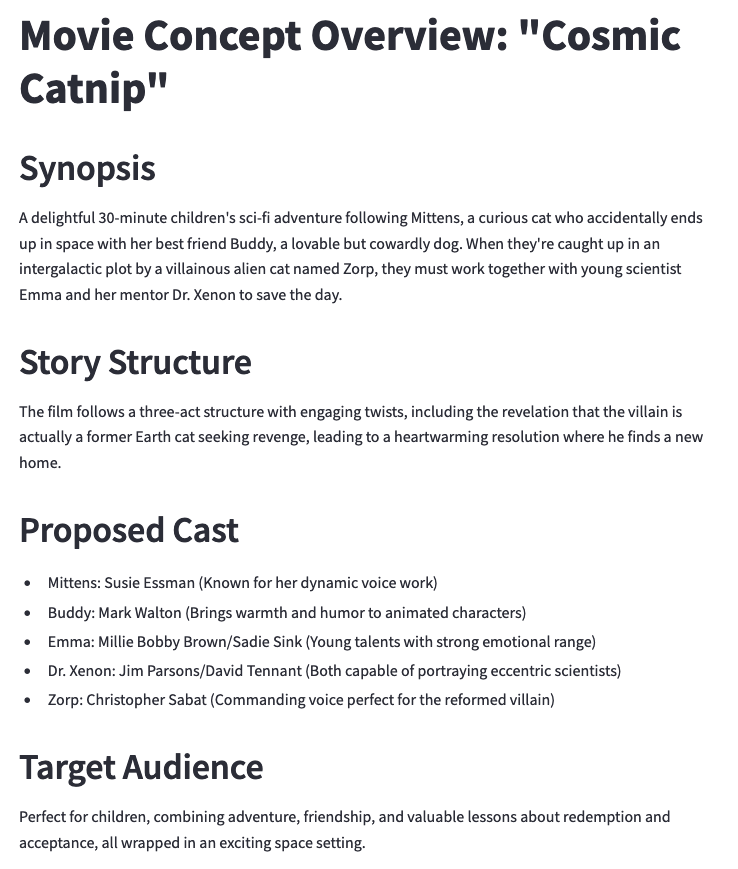 Movie Concept Overview: "Cosmic
Catnip"
Synopsis
A delightful 30-minute children's sci-fi adventure following Mittens, a curious cat who accidentally ends
up in space with her best friend Buddy, a lovable but cowardly dog. When they're caught up in an
intergalactic plot by a villainous alien cat named Zorp, they must work together with young scientist
Emma and her mentor Dr. Xenon to save the day.
Story Structure
The film follows a three-act structure with engaging twists, including the revelation that the villain is
actually a former Earth cat seeking revenge, leading to a heartwarming resolution where he finds a new
home.
Proposed Cast
• Mittens: Susie Essman (Known for her dynamic voice work)
• Buddy: Mark Walton (Brings warmth and humor to animated characters)
• Emma: Millie Bobby Brown/Sadie Sink (Young talents with strong emotional range)
• Dr. Xenon: Jim Parsons/David Tennant (Both capable of portraying eccentric scientists)
• Zorp: Christopher Sabat (Commanding voice perfect for the reformed villain)
Target Audience
Perfect for children, combining adventure, friendship, and valuable lessons about redemption and
acceptance, all wrapped in an exciting space setting.